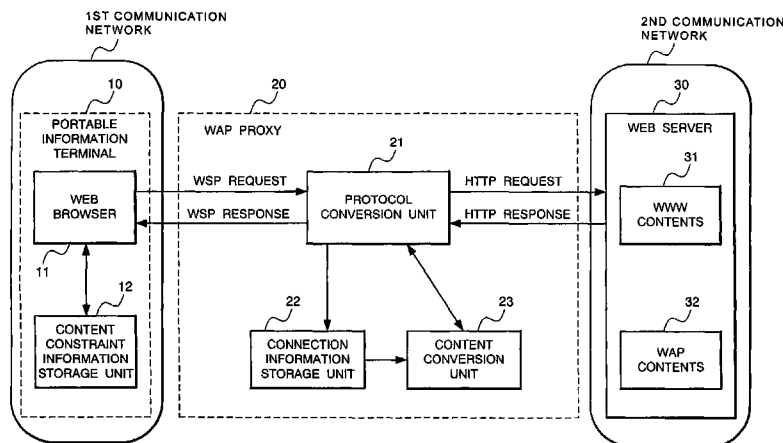 1ST COMMUNICATION
NETWORK
2ND COMMUNICATION
NETWORK
10
PORTABLE
INFORMATION
TERMINAL
WEB
BROWSER
11
12
CONTENT
CONSTRAINT
INFORMATION
STORAGE UNIT
20
WAP PROXY
WSP REQUEST
WSP RESPONSE
21
PROTOCOL
CONVERSION UNIT
HTTP REQUEST
HTTP RESPONSE
22
CONNECTION
INFORMATION
STORAGE UNIT
23
CONTENT
CONVERSION
UNIT
30
WEB SERVER
31
WWW
CONTENTS
32
WAP
CONTENTS